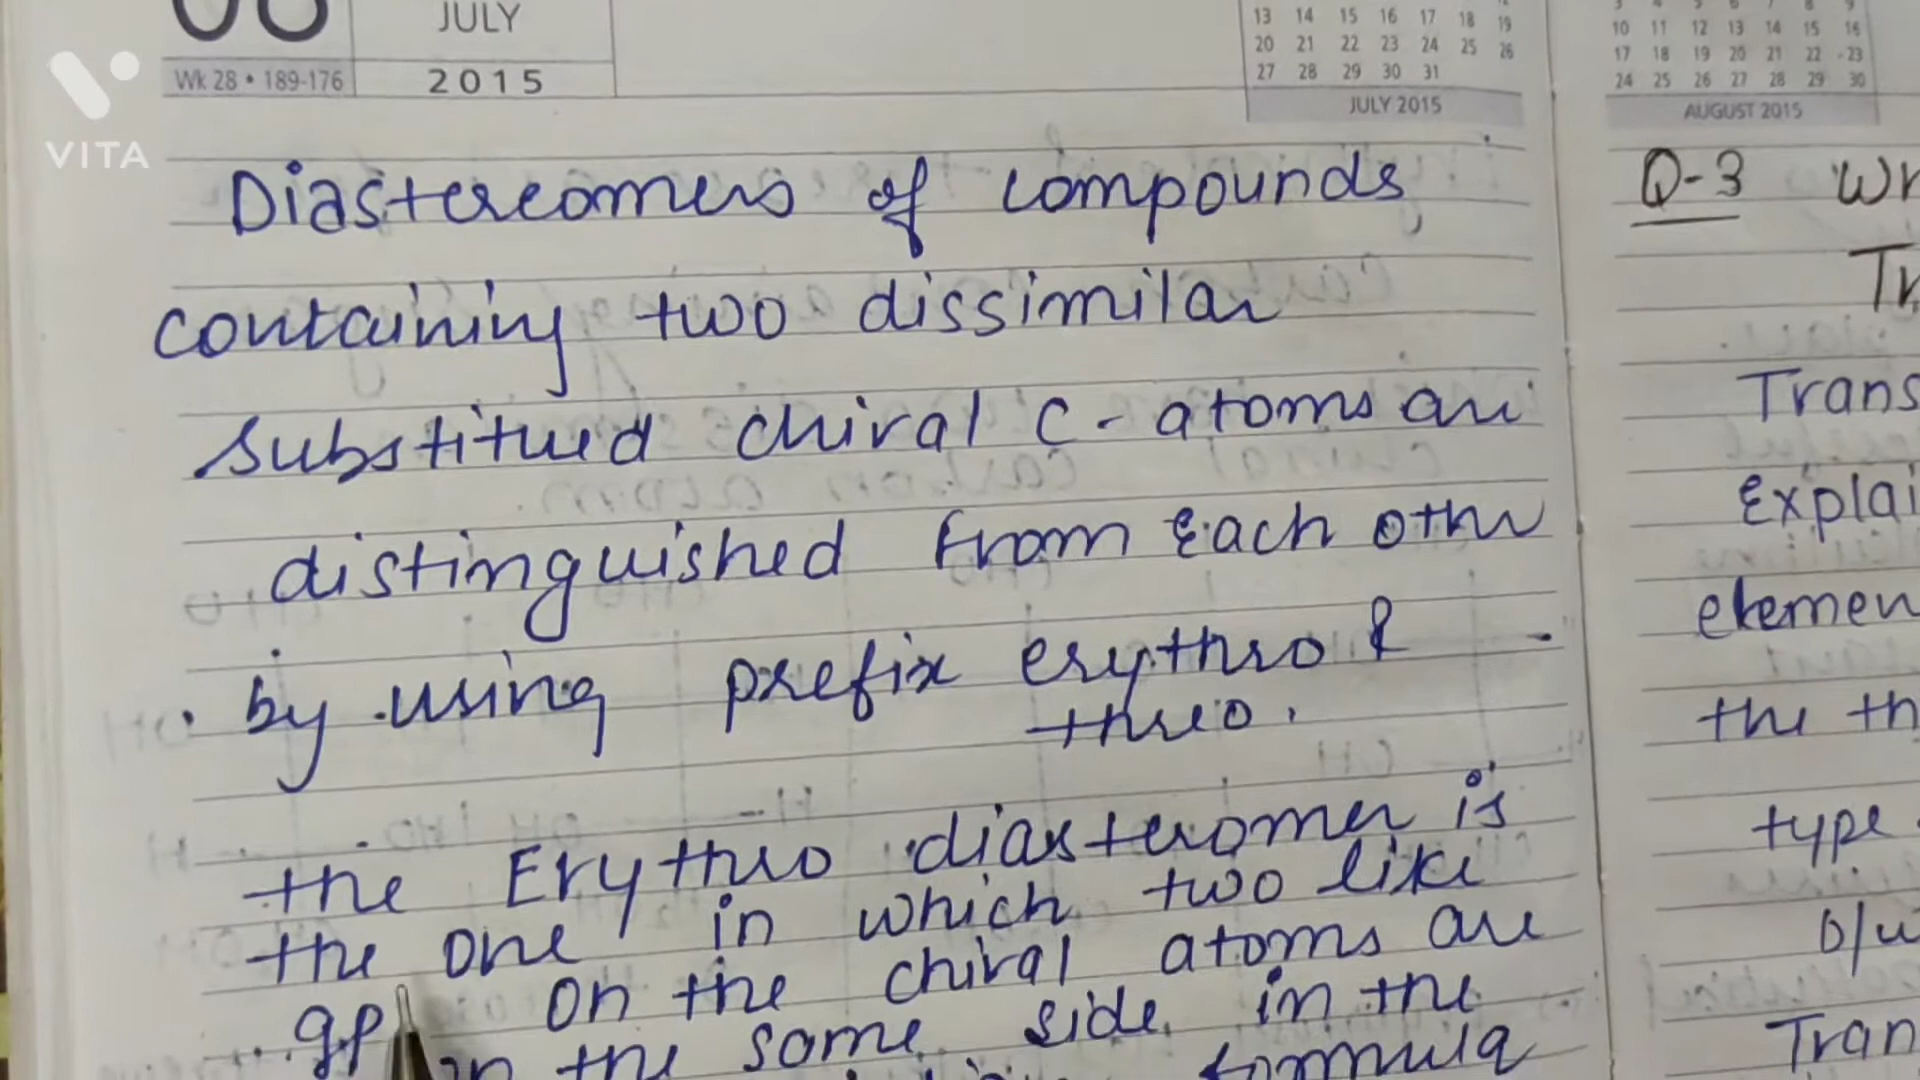 JULY
Wk 28 • 189-176
2015
VITA
13 14 15 16 17 18 19
20 21 22 23 24 25 26
27 28 29 30 31
JULY 2015
10 11 12 13 14 15 16
17 18 19 20 21 22 23
24 25 26 27 28 29 30
AUGUST 2015
Diastereomers of compounds,
containing two dissimilar
substitued chiral C-atoms are
distinguished from each other
by using prefix erythro &
threo.
the Erythro diasteromer is
the one in which two like
gp on the chiral atoms are
on the same side in the
formula
Q-3 Wr
Tr
Trans
Explai
elemen
the th
type
b/w
Tran